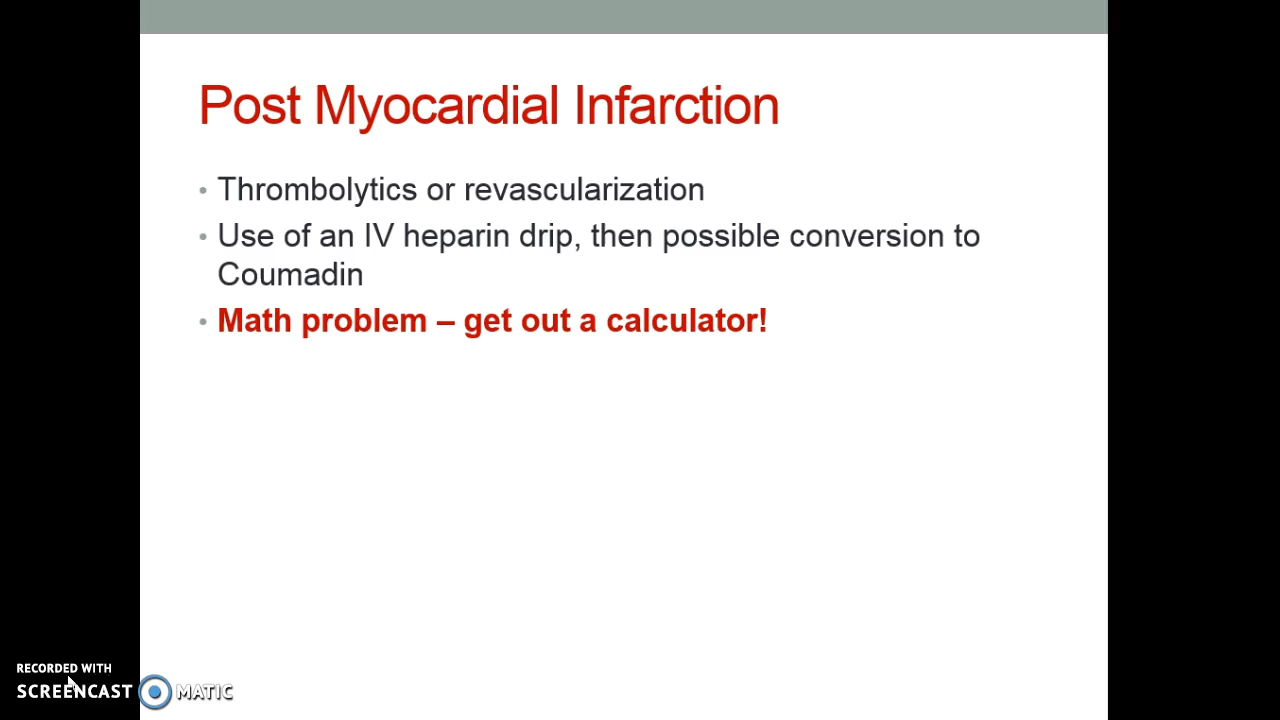 Post Myocardial Infarction
• Thrombolytics or revascularization
• Use of an IV heparin drip, then possible conversion to
Coumadin
• Math problem – get out a calculator!
RECORDED WITH
SCREENCAST MATIC